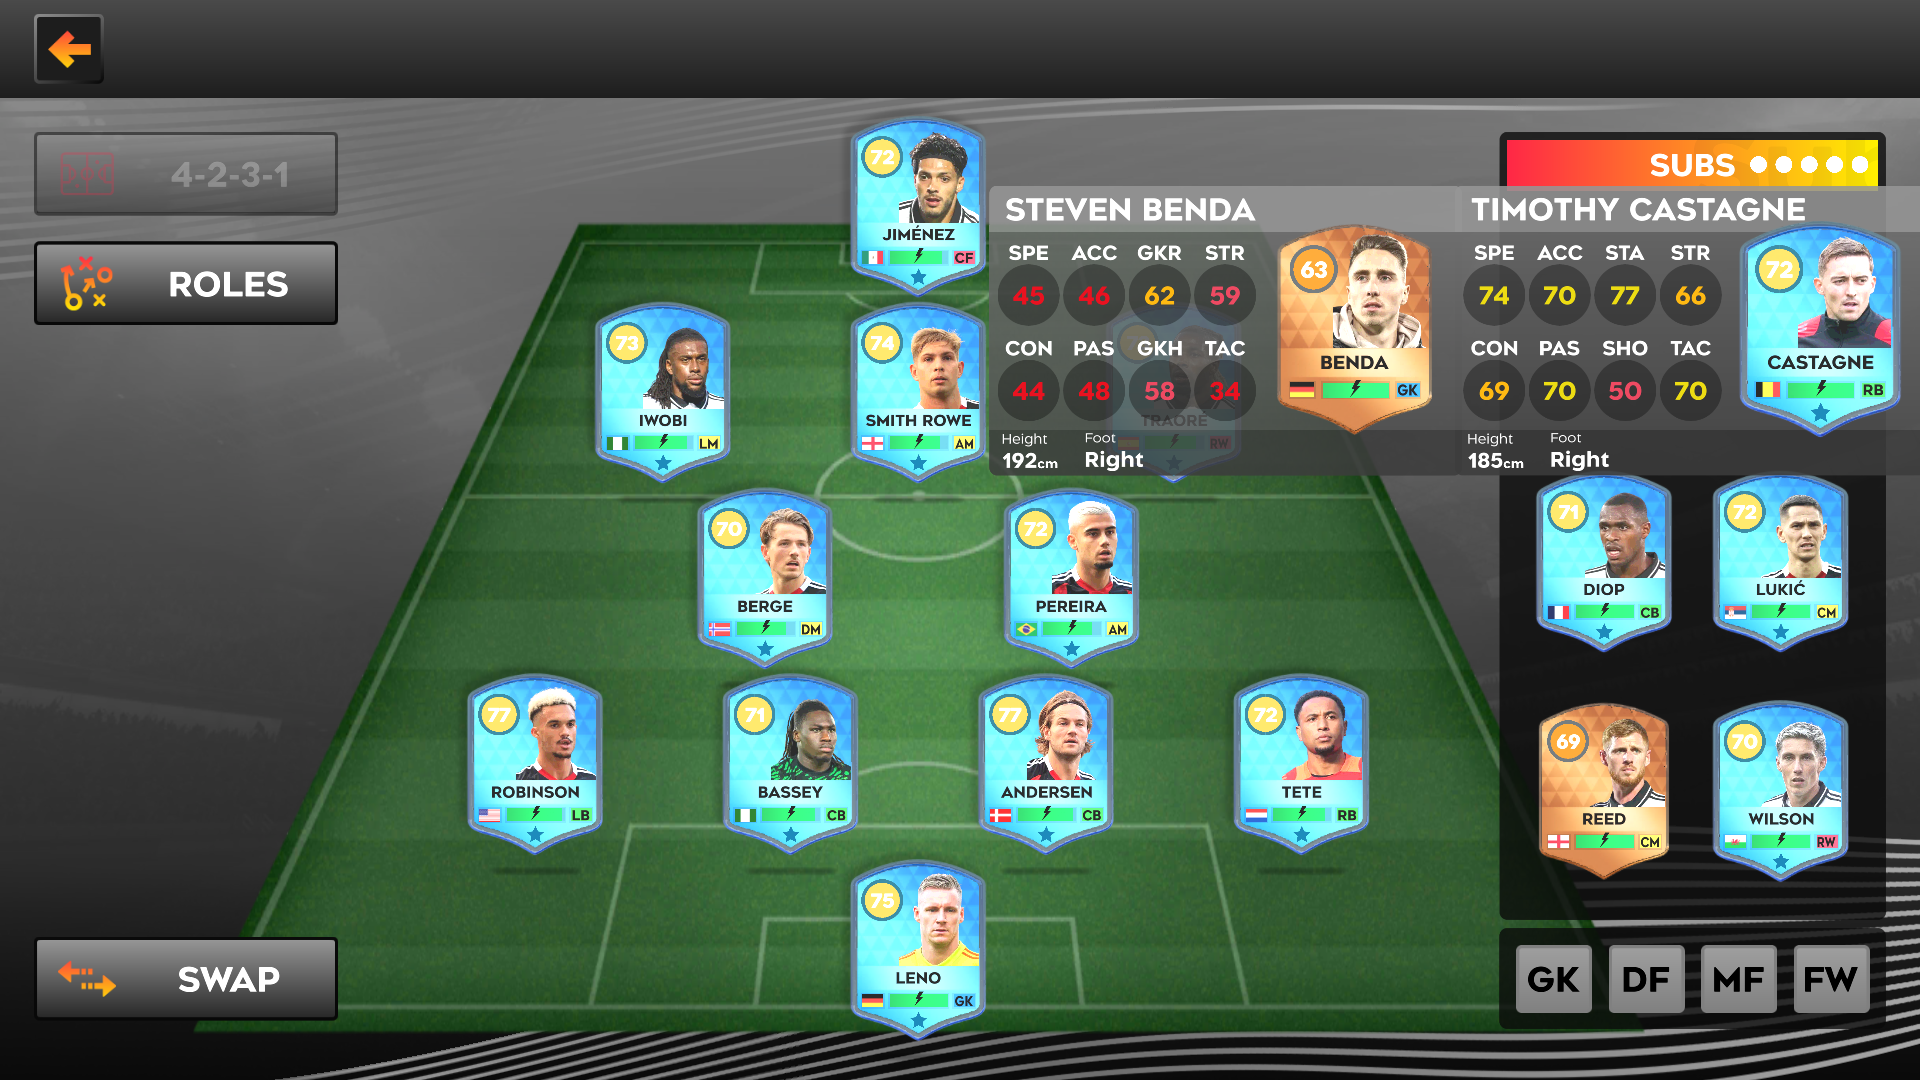 4-2-3-1
ROLES
SWAP
72
JIMÉNEZ
CF
73
IWOBI
LM
74
SMITH ROWE
AM
TRAORÉ
RW
70
BERGE
DM
72
PEREIRA
AM
77
ROBINSON
LB
71
BASSEY
CB
77
ANDERSEN
CB
72
TETE
RB
75
LENO
GK
SUBS
STEVEN BENDA
SPE ACC GKR STR
45 46 62 59
CON PAS GKH TAC
44 48 58 34
Height Foot
192cm Right
63
BENDA
GK
TIMOTHY CASTAGNE
SPE ACC STA STR
74 70 77 66
CON PAS SHO TAC
69 70 50 70
Height Foot
185cm Right
72
CASTAGNE
RB
71
DIOP
CB
72
LUKIĆ
CM
69
REED
CM
70
WILSON
RW
GK DF MF FW